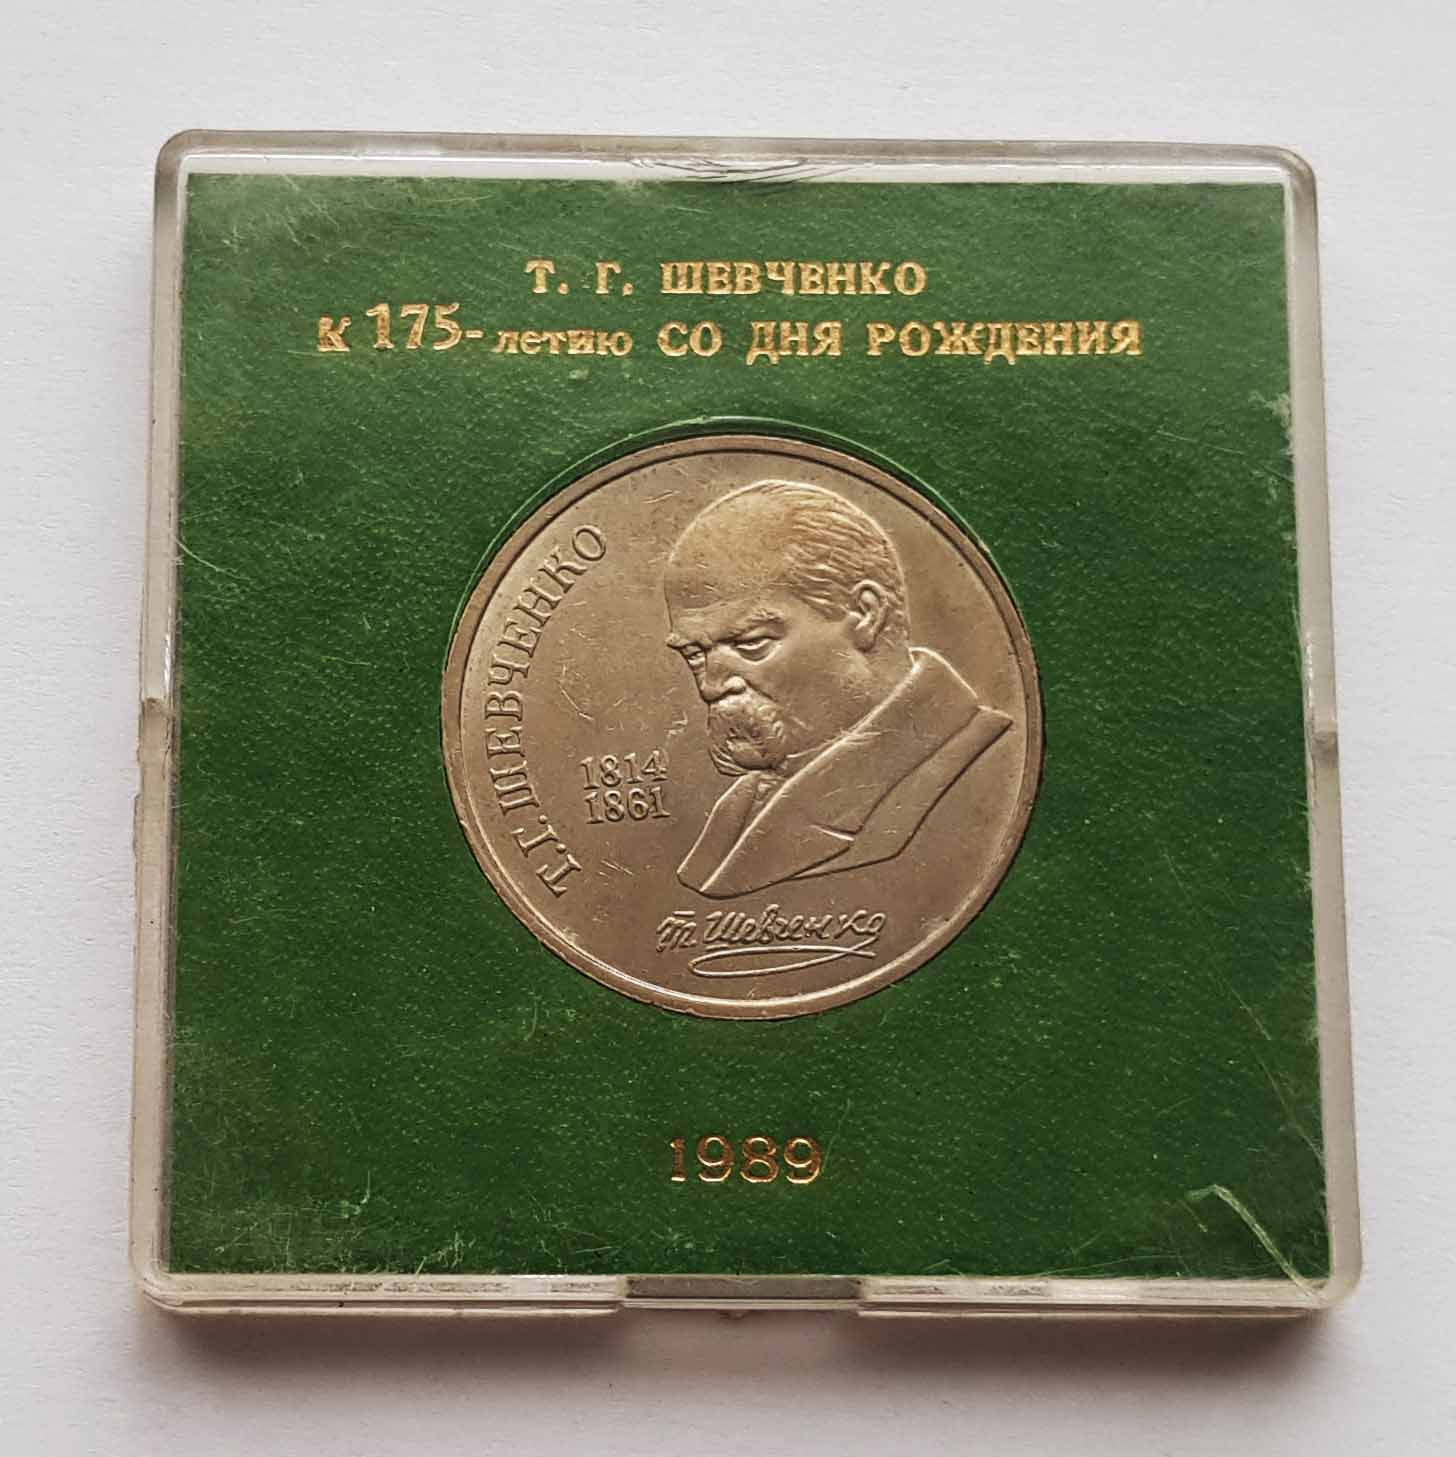 Т. Г. ШЕВЧЕНКО
К 175-летию СО ДНЯ РОЖДЕНИЯ
Т.Г.ШЕВЧЕНКО
1814
1861
Т Шевченко
1989